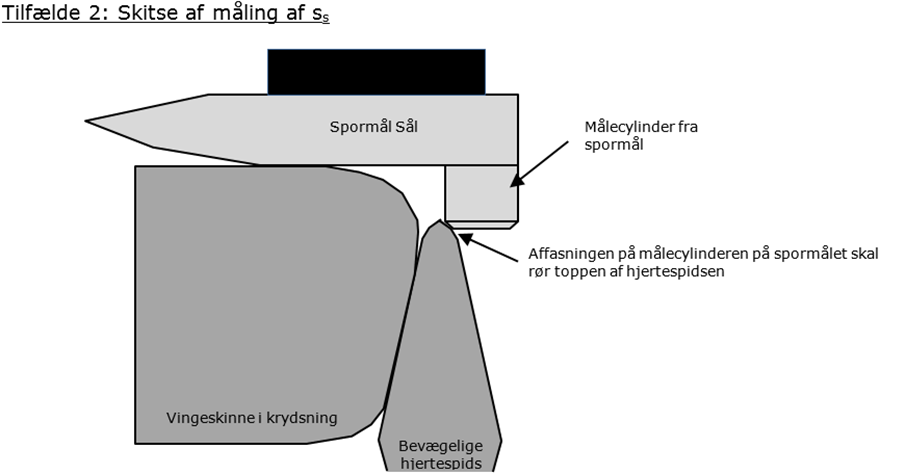 Tilfælde 2: Skitse af måling af sₛ
Spormål Sål
Målecylinder fra
spormål
Affasningen på målecylinderen på spormålet skal
rør toppen af hjertespidsen
Vingeskinne i krydsning
Bevægelige
hjertespids